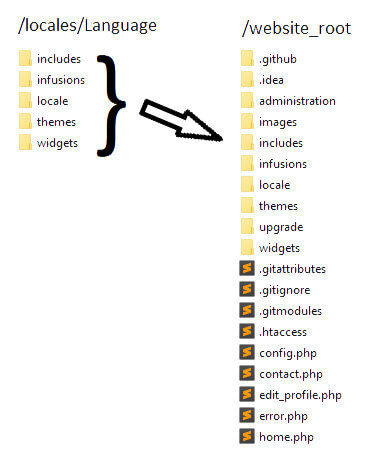 /locales/Language
includes
infusions
locale
themes
widgets
/website_root
.github
.idea
administration
images
includes
infusions
locale
themes
upgrade
widgets
.gitattributes
.gitignore
.gitmodules
.htaccess
config.php
contact.php
edit_profile.php
error.php
home.php